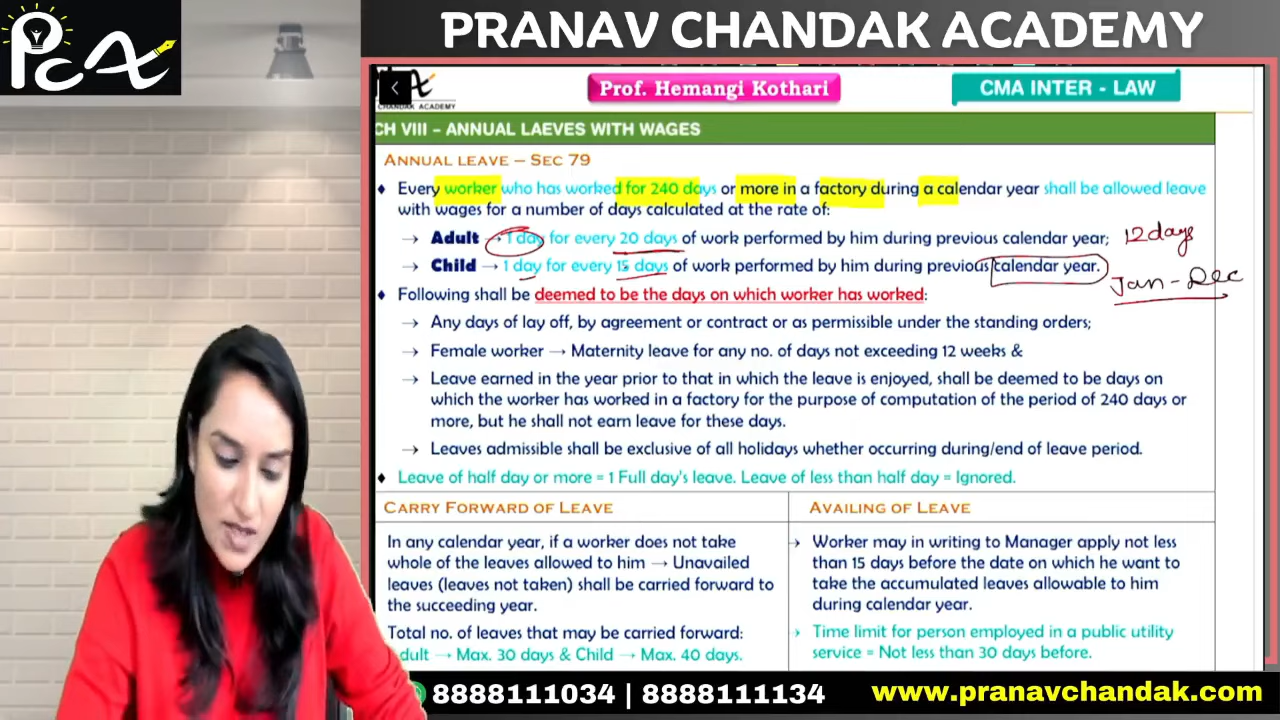 PCA
PRANAV CHANDAK ACADEMY
CHANDAK ACADEMY
Prof. Hemangi Kothari
CMA INTER - LAW
CH VIII – ANNUAL LAEVES WITH WAGES
ANNUAL LEAVE – SEC 79
♦ Every worker who has worked for 240 days or more in a factory during a calendar year shall be allowed leave
with wages for a number of days calculated at the rate of:
→ Adult → 1 day for every 20 days of work performed by him during previous calendar year; 12 days
→ Child → 1 day for every 15 days of work performed by him during previous calendar year.
Jan - Dec
♦ Following shall be deemed to be the days on which worker has worked:
→ Any days of lay off, by agreement or contract or as permissible under the standing orders;
→ Female worker → Maternity leave for any no. of days not exceeding 12 weeks &
→ Leave earned in the year prior to that in which the leave is enjoyed, shall be deemed to be days on
which the worker has worked in a factory for the purpose of computation of the period of 240 days or
more, but he shall not earn leave for these days.
→ Leaves admissible shall be exclusive of all holidays whether occurring during/end of leave period.
♦ Leave of half day or more = 1 Full day's leave. Leave of less than half day = Ignored.
CARRY FORWARD OF LEAVE
In any calendar year, if a worker does not take
whole of the leaves allowed to him → Unavailed
leaves (leaves not taken) shall be carried forward to
the succeeding year.
Total no. of leaves that may be carried forward:
dult → Max. 30 days & Child → Max. 40 days.
AVAILING OF LEAVE
→ Worker may in writing to Manager apply not less
than 15 days before the date on which he want to
take the accumulated leaves allowable to him
during calendar year.
→ Time limit for person employed in a public utility
service = Not less than 30 days before.
8888111034 | 8888111134
www.pranavchandak.com